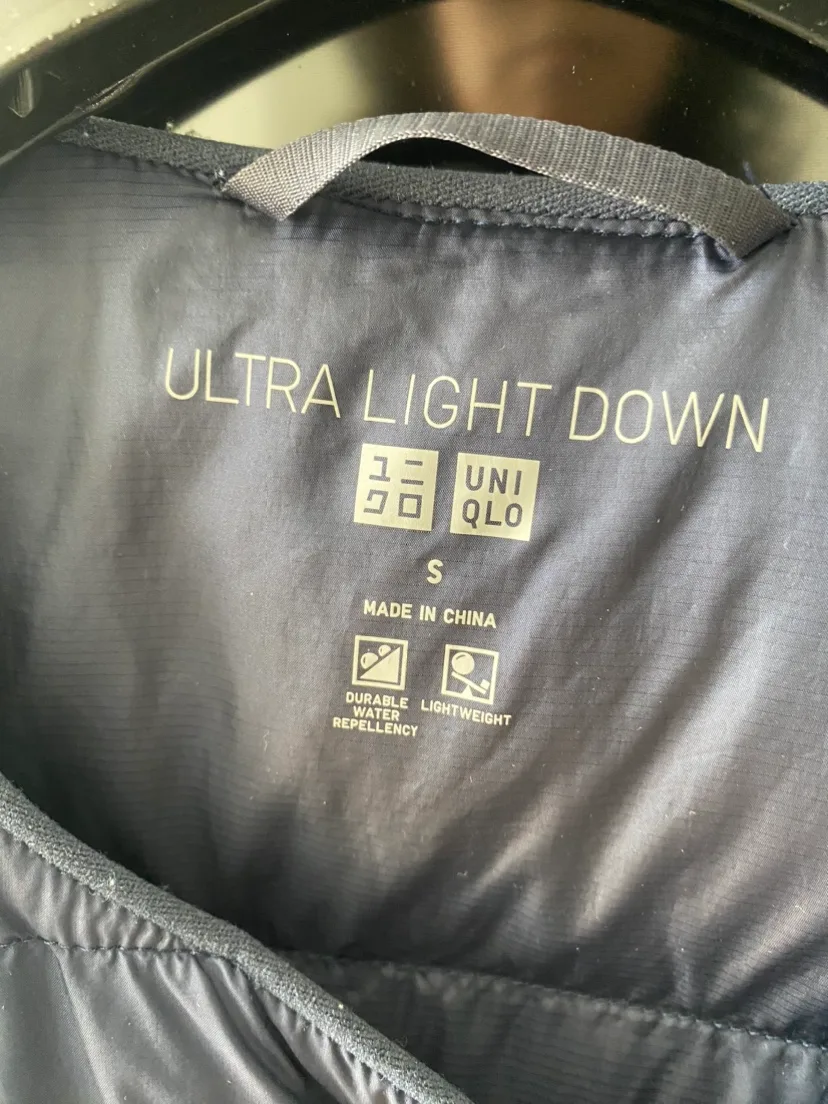 ULTRA LIGHT DOWN
ユニ
クロ
UNI
QLO
S
MADE IN CHINA
DURABLE
WATER
REPELLENCY
LIGHTWEIGHT